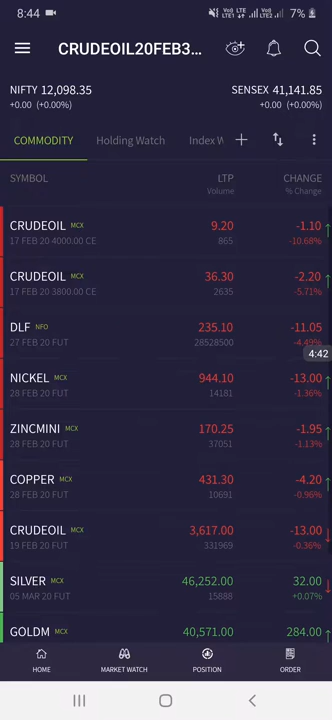 8:44 Vo) LTE LTE1 Vo) LTE2 7%
CRUDEOIL20FEB3...
NIFTY 12,098.35 SENSEX 41,141.85
+0.00 (+0.00%) +0.00 (+0.00%)
COMMODITY Holding Watch Index W
SYMBOL LTP CHANGE
Volume % Change
CRUDEOIL MCX 9.20 -1.10
17 FEB 20 4000.00 CE 865 -10.68%
CRUDEOIL MCX 36.30 -2.20
17 FEB 20 3800.00 CE 2635 -5.71%
DLF NFO 235.10 -11.05
27 FEB 20 FUT 28528500 -4.49%
4:42
NICKEL MCX 944.10 -13.00
28 FEB 20 FUT 14181 -1.36%
ZINCMINI MCX 170.25 -1.95
28 FEB 20 FUT 37051 -1.13%
COPPER MCX 431.30 -4.20
28 FEB 20 FUT 10691 -0.96%
CRUDEOIL MCX 3,617.00 -13.00
19 FEB 20 FUT 331969 -0.36%
SILVER MCX 46,252.00 32.00
05 MAR 20 FUT 15888 +0.07%
GOLDM MCX 40,571.00 284.00
HOME MARKET WATCH POSITION ORDER